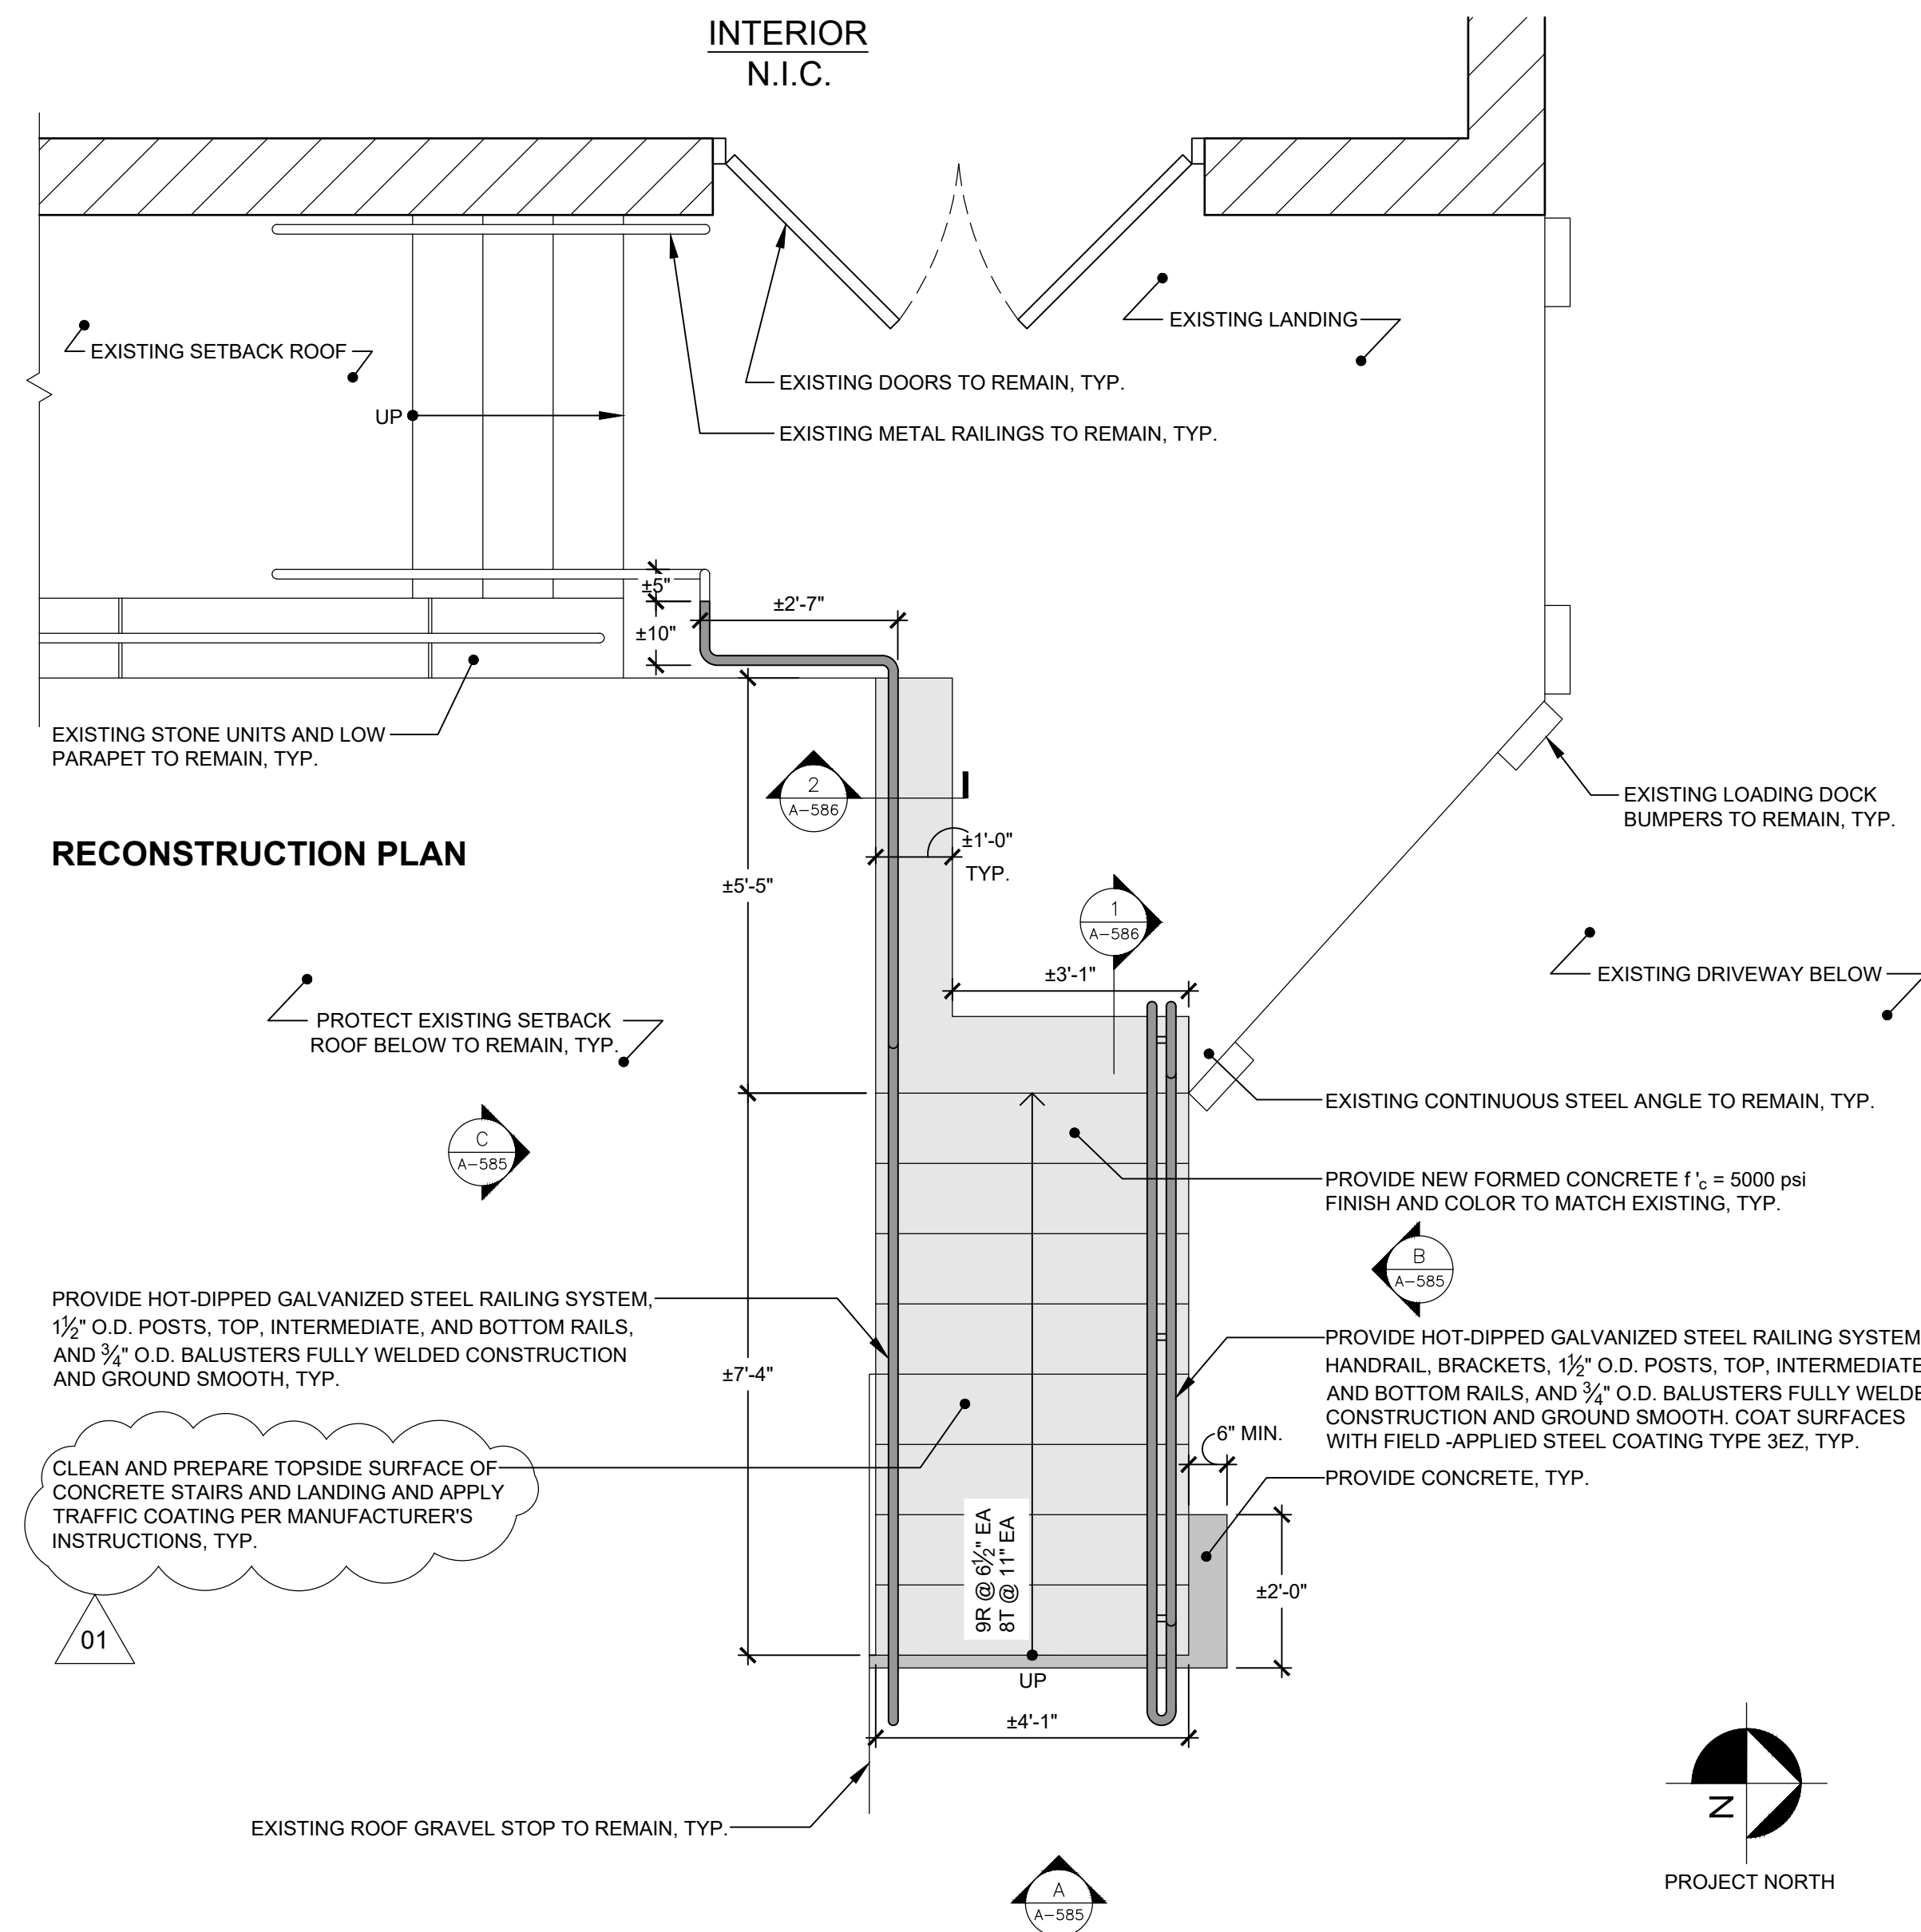 INTERIOR
N.I.C.
EXISTING SETBACK ROOF
EXISTING LANDING
EXISTING DOORS TO REMAIN, TYP.
UP
EXISTING METAL RAILINGS TO REMAIN, TYP.
±5"
±2'-7"
±10"
EXISTING STONE UNITS AND LOW
PARAPET TO REMAIN, TYP.
2
A-586
EXISTING LOADING DOCK
BUMPERS TO REMAIN, TYP.
RECONSTRUCTION PLAN
±1'-0"
TYP.
±5'-5"
1
A-586
±3'-1"
EXISTING DRIVEWAY BELOW
PROTECT EXISTING SETBACK
ROOF BELOW TO REMAIN, TYP.
EXISTING CONTINUOUS STEEL ANGLE TO REMAIN, TYP.
C
A-585
PROVIDE NEW FORMED CONCRETE f 'c = 5000 psi
FINISH AND COLOR TO MATCH EXISTING, TYP.
B
A-585
PROVIDE HOT-DIPPED GALVANIZED STEEL RAILING SYSTEM,
1½" O.D. POSTS, TOP, INTERMEDIATE, AND BOTTOM RAILS,
AND ¾" O.D. BALUSTERS FULLY WELDED CONSTRUCTION
AND GROUND SMOOTH, TYP.
±7'-4"
PROVIDE HOT-DIPPED GALVANIZED STEEL RAILING SYSTEM
HANDRAIL, BRACKETS, 1½" O.D. POSTS, TOP, INTERMEDIATE
AND BOTTOM RAILS, AND ¾" O.D. BALUSTERS FULLY WELDE
CONSTRUCTION AND GROUND SMOOTH. COAT SURFACES
WITH FIELD -APPLIED STEEL COATING TYPE 3EZ, TYP.
6" MIN.
PROVIDE CONCRETE, TYP.
CLEAN AND PREPARE TOPSIDE SURFACE OF
CONCRETE STAIRS AND LANDING AND APPLY
TRAFFIC COATING PER MANUFACTURER'S
INSTRUCTIONS, TYP.
01
9R @ 6½" EA
8T @ 11" EA
±2'-0"
UP
±4'-1"
EXISTING ROOF GRAVEL STOP TO REMAIN, TYP.
N
PROJECT NORTH
A
A-585